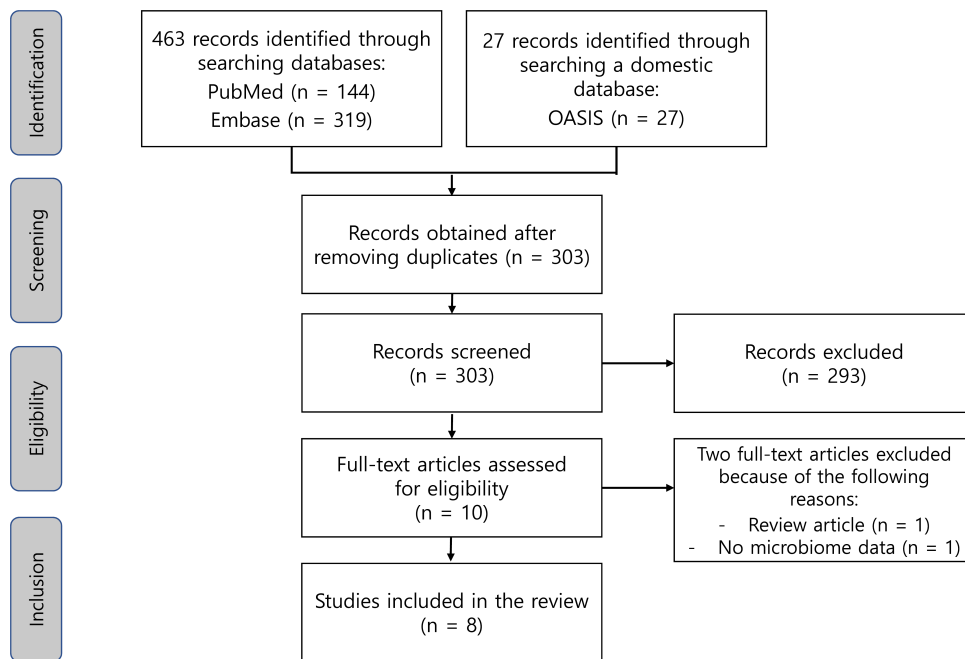 Identification
463 records identified through
searching databases:
PubMed (n = 144)
Embase (n = 319)
27 records identified through
searching a domestic
database:
OASIS (n = 27)
Screening
Records obtained after
removing duplicates (n = 303)
Records screened
(n = 303)
Records excluded
(n = 293)
Eligibility
Full-text articles assessed
for eligibility
(n = 10)
Two full-text articles excluded
because of the following
reasons:
- Review article (n = 1)
- No microbiome data (n = 1)
Inclusion
Studies included in the review
(n = 8)